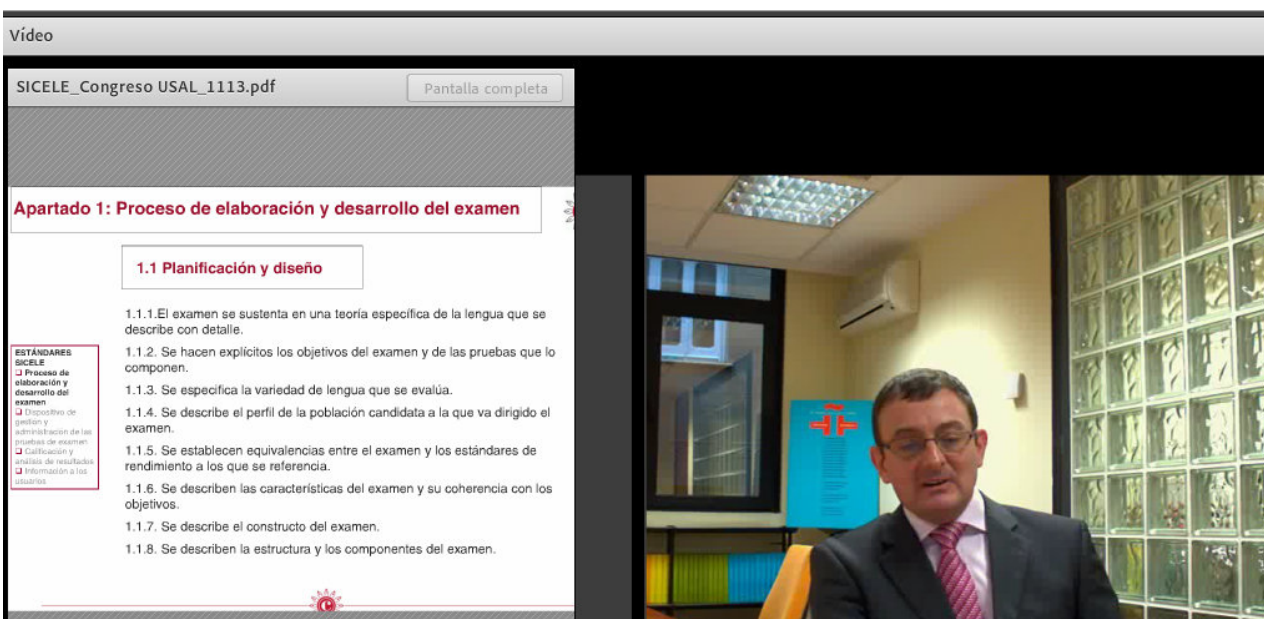 Vídeo
SICELE_Congreso USAL_1113.pdf
Pantalla completa
Apartado 1: Proceso de elaboración y desarrollo del examen
1.1 Planificación y diseño
1.1.1.El examen se sustenta en una teoría específica de la lengua que se
describe con detalle.
1.1.2. Se hacen explícitos los objetivos del examen y de las pruebas que lo
componen.
1.1.3. Se especifica la variedad de lengua que se evalúa.
1.1.4. Se describe el perfil de la población candidata a la que va dirigido el
examen.
1.1.5. Se establecen equivalencias entre el examen y los estándares de
rendimiento a los que se referencia.
1.1.6. Se describen las características del examen y su coherencia con los
objetivos.
1.1.7. Se describe el constructo del examen.
1.1.8. Se describen la estructura y los componentes del examen.
ESTÁNDARES
SICELE
❑ Proceso de
elaboración y
desarrollo del
examen
❑ Dispositivo de
gestión y
administración de las
pruebas de examen
❑ Calificación y
análisis de resultados
❑ Información a los
usuarios